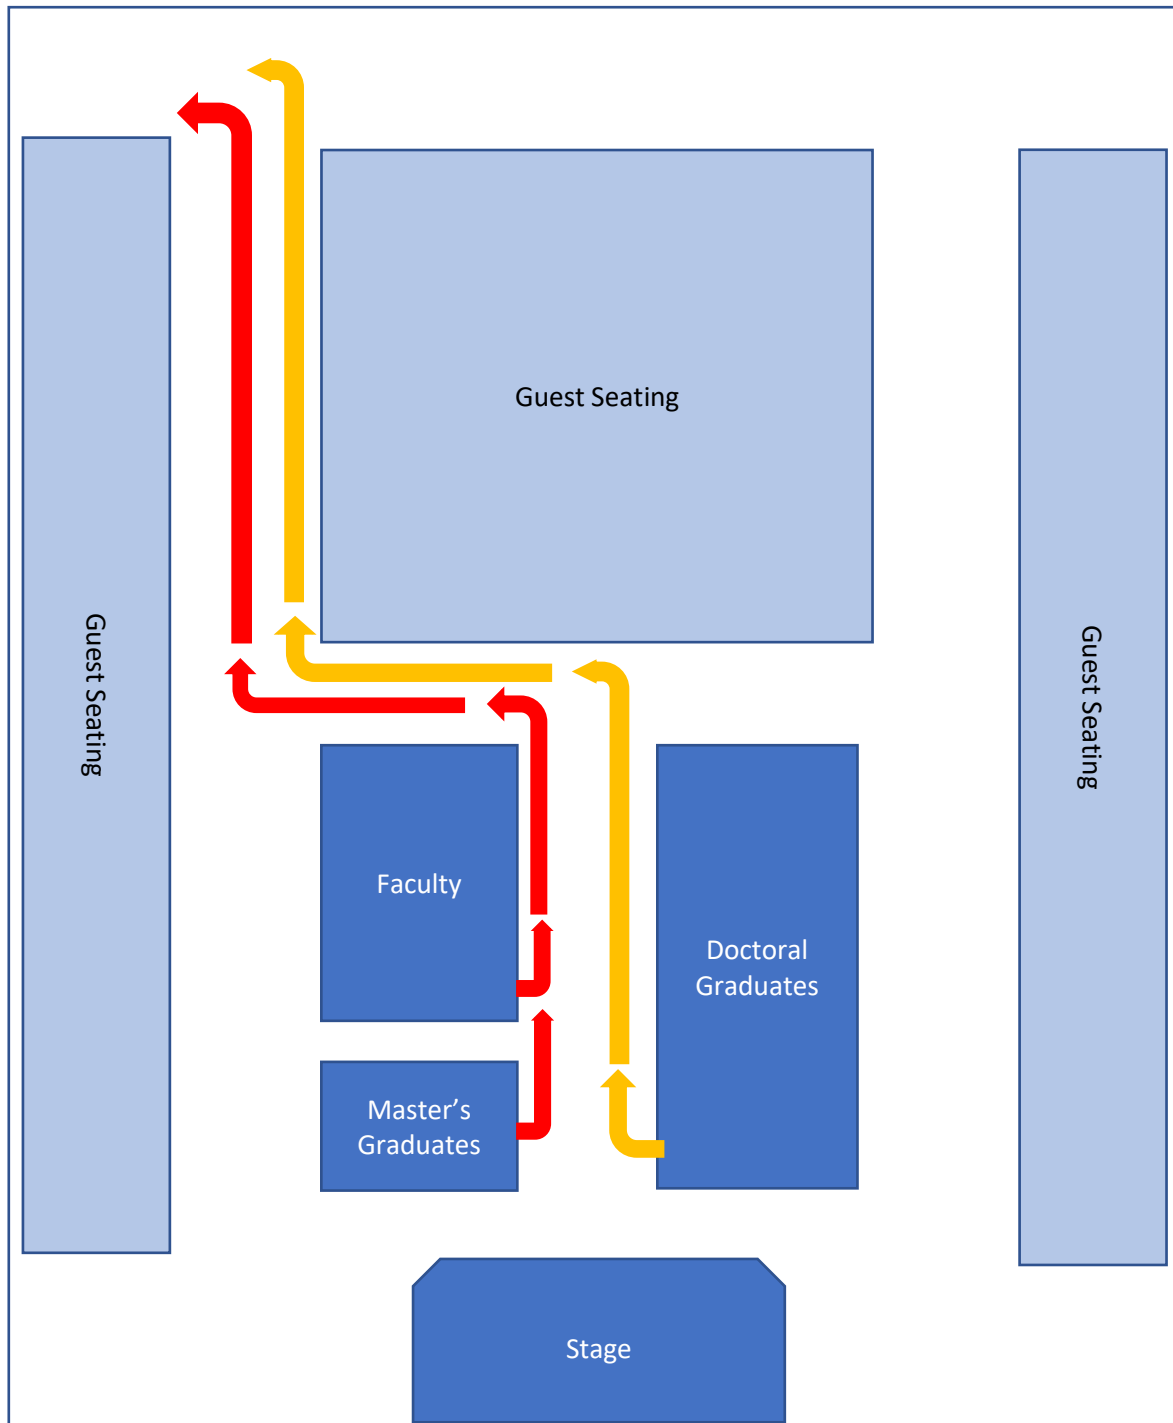 Guest Seating
Guest Seating
Guest Seating
Faculty
Doctoral
Graduates
Master’s
Graduates
Stage